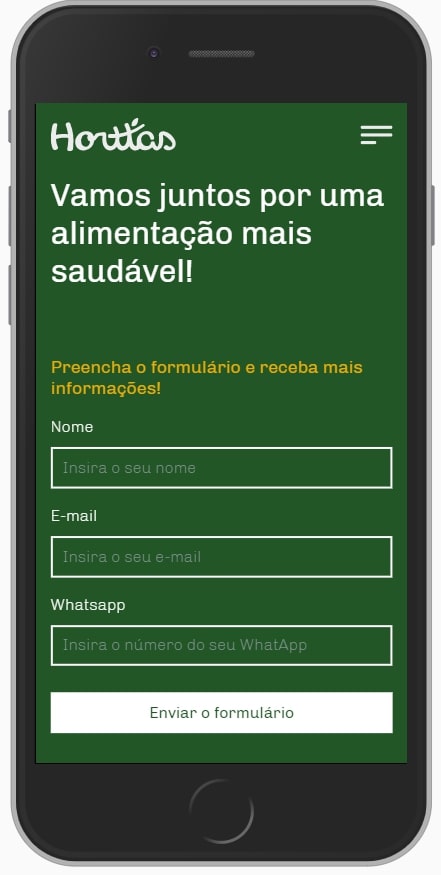 Horttas
Vamos juntos por uma
alimentação mais
saudável!
Preencha o formulário e receba mais
informações!
Nome
Insira o seu nome
E-mail
Insira o seu e-mail
Whatsapp
Insira o número do seu WhatApp
Enviar o formulário